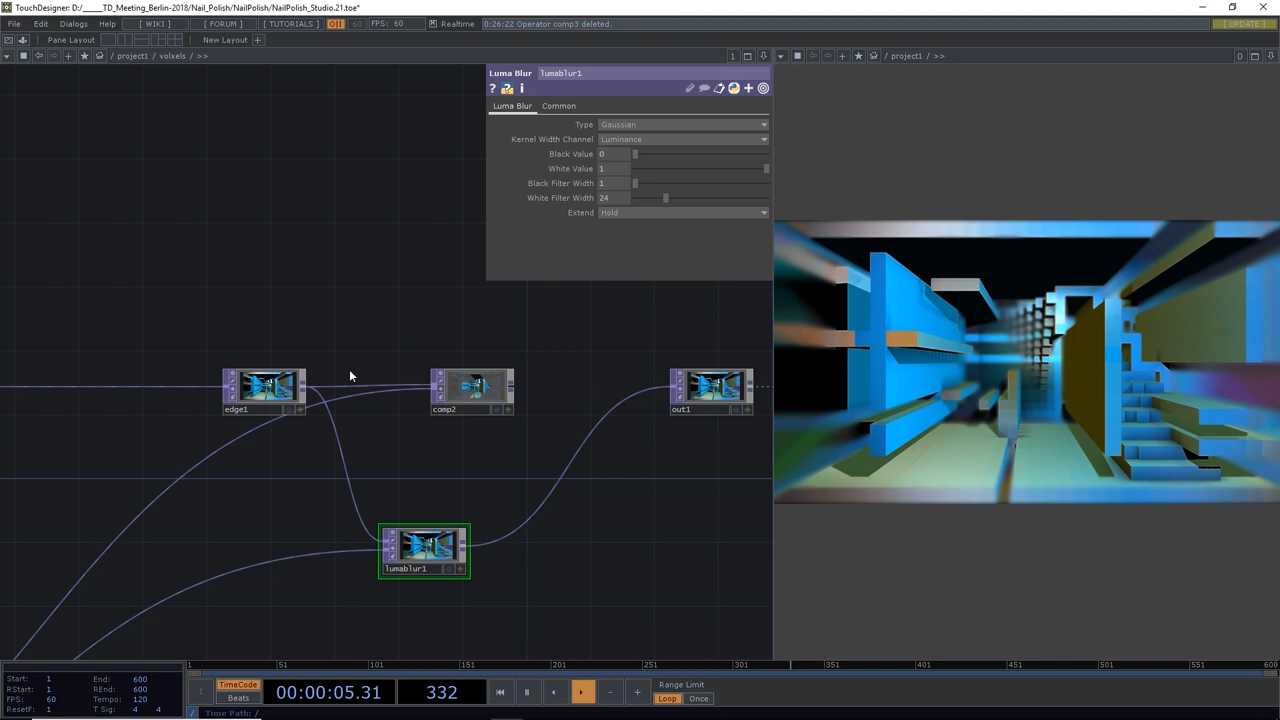 TouchDesigner: D:/_____TD_Meeting_Berlin-2018/Nail_Polish/NailPolish_Studio.21.toe*
File Edit Dialogs Help [ WIKI ] [ FORUM ] [ TUTORIALS ] O|I 60 FPS: 60 Realtime 0:26:22 Operator comp3 deleted. [ UPDATE ]
Pane Layout New Layout +
/ project1 / volxels / >> 1
/ project1 / >> 0
Luma Blur lumablur1
Luma Blur Common
Type Gaussian
Kernel Width Channel Luminance
Black Value 0
White Value 1
Black Filter Width 1
White Filter Width 24
Extend Hold
edge1
comp2
out1
lumablur1
1 51 101 151 201 251 301 351 401 451 501 551 600
Start: 1 End: 600
RStart: 1 REnd: 600
FPS: 60 Tempo: 120
ResetF: 1 T Sig: 4 4
TimeCode
Beats
00:00:05.31
332
Range Limit
Loop Once
/ Time Path: /